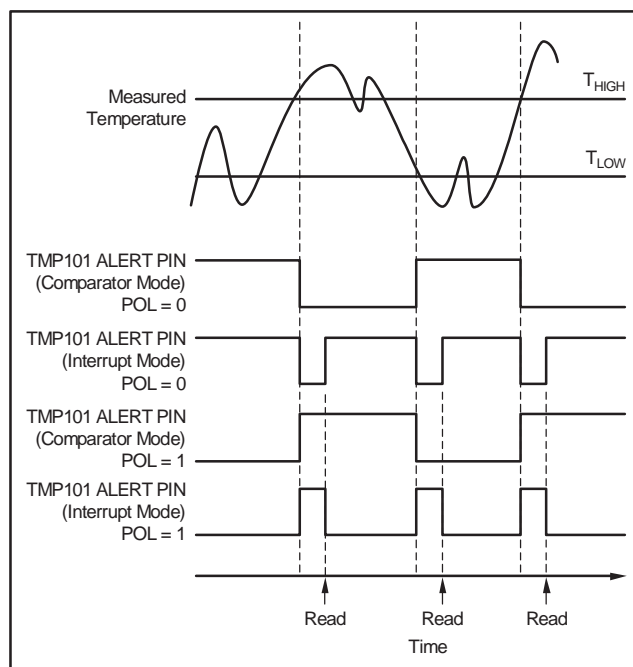 Measured
Temperature
THIGH
TLOW
TMP101 ALERT PIN
(Comparator Mode)
POL = 0
TMP101 ALERT PIN
(Interrupt Mode)
POL = 0
TMP101 ALERT PIN
(Comparator Mode)
POL = 1
TMP101 ALERT PIN
(Interrupt Mode)
POL = 1
Read Read Read
Time